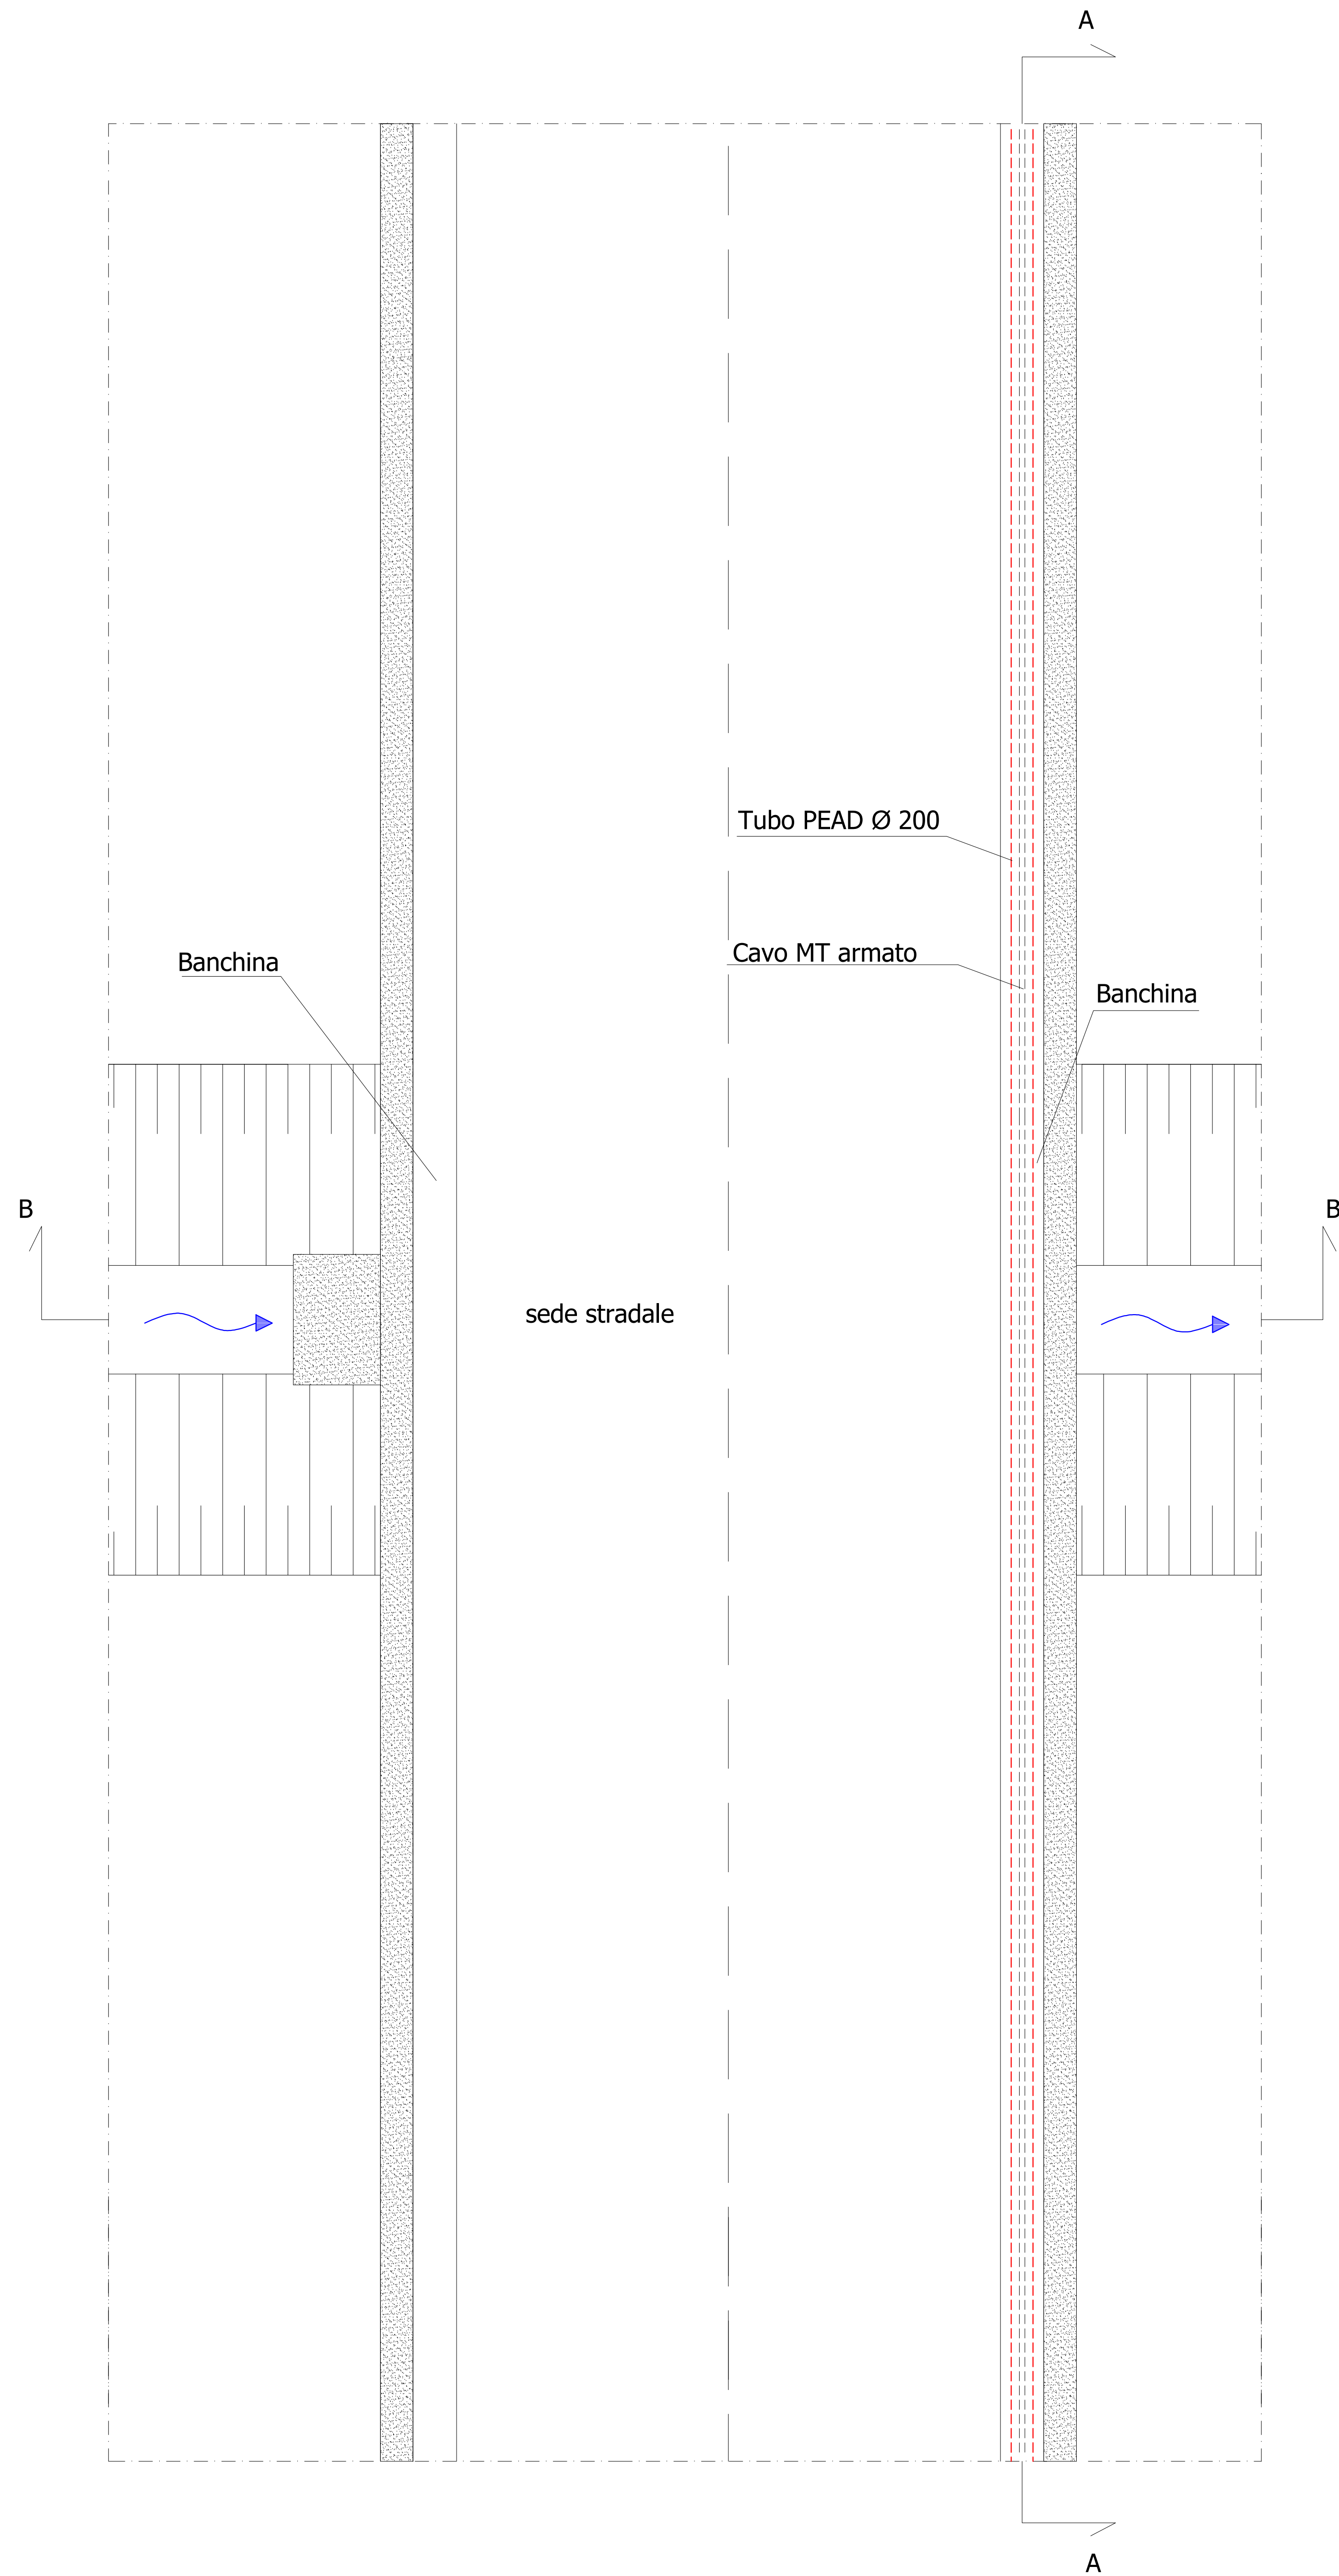 A
Tubo PEAD Ø 200
Cavo MT armato
Banchina
Banchina
B
B
sede stradale
A